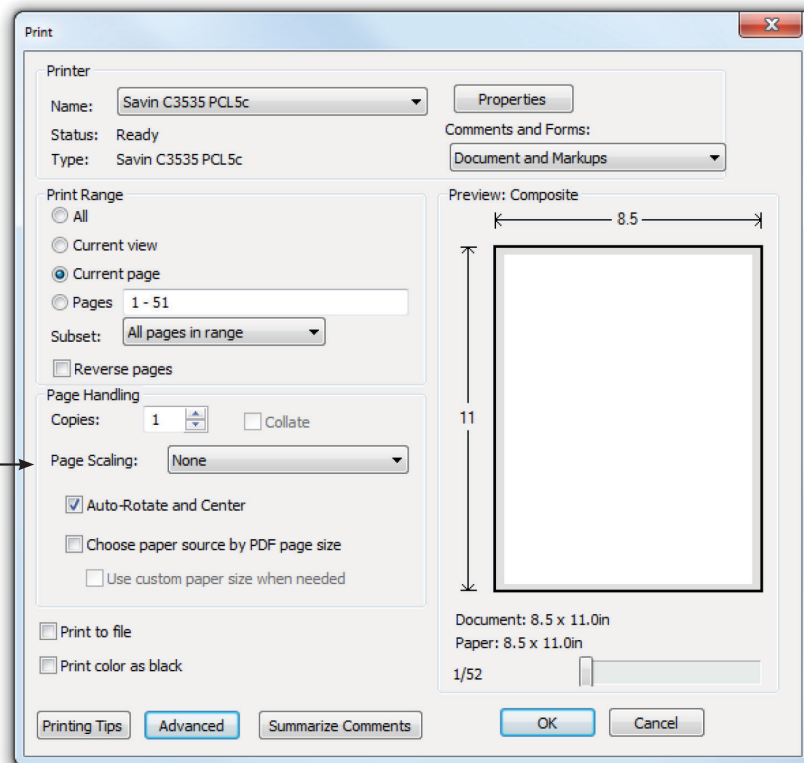 Print
Printer
Name: Savin C3535 PCL5c Properties
Status: Ready Comments and Forms:
Type: Savin C3535 PCL5c Document and Markups
Print Range
All
Current view
Current page
Pages 1 - 51
Subset: All pages in range
Reverse pages
Page Handling
Copies: 1 Collate
Page Scaling: None
Auto-Rotate and Center
Choose paper source by PDF page size
Use custom paper size when needed
Print to file
Print color as black
Preview: Composite
8.5
11
Document: 8.5 x 11.0in
Paper: 8.5 x 11.0in
1/52
Printing Tips Advanced Summarize Comments OK Cancel